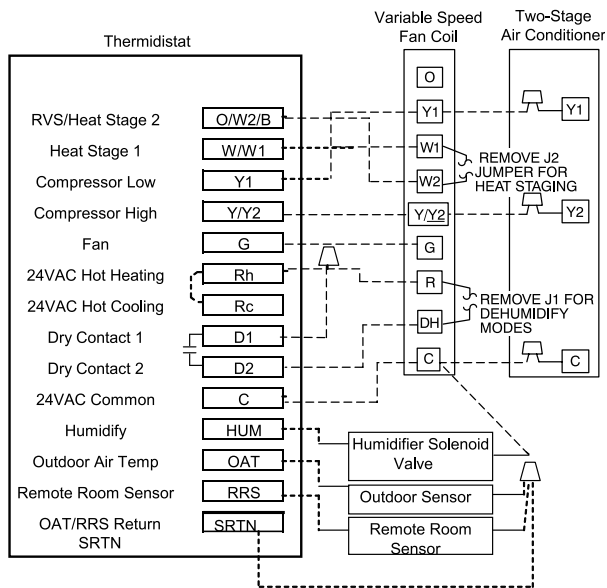 Variable Speed
Fan Coil
Two-Stage
Air Conditioner
Thermidistat
O
RVS/Heat Stage 2 O/W2/B
Y1
Y1
Heat Stage 1 W/W1
W1
REMOVE J2
JUMPER FOR
HEAT STAGING
Compressor Low Y1
W2
Compressor High Y/Y2
Y/Y2
Y2
Fan G
G
24VAC Hot Heating Rh
R
24VAC Hot Cooling Rc
REMOVE J1 FOR
DEHUMIDIFY
MODES
Dry Contact 1 D1
DH
Dry Contact 2 D2
C
C
24VAC Common C
Humidify HUM
Humidifier Solenoid
Valve
Outdoor Air Temp OAT
Outdoor Sensor
Remote Room Sensor RRS
Remote Room
Sensor
OAT/RRS Return
SRTN
SRTN